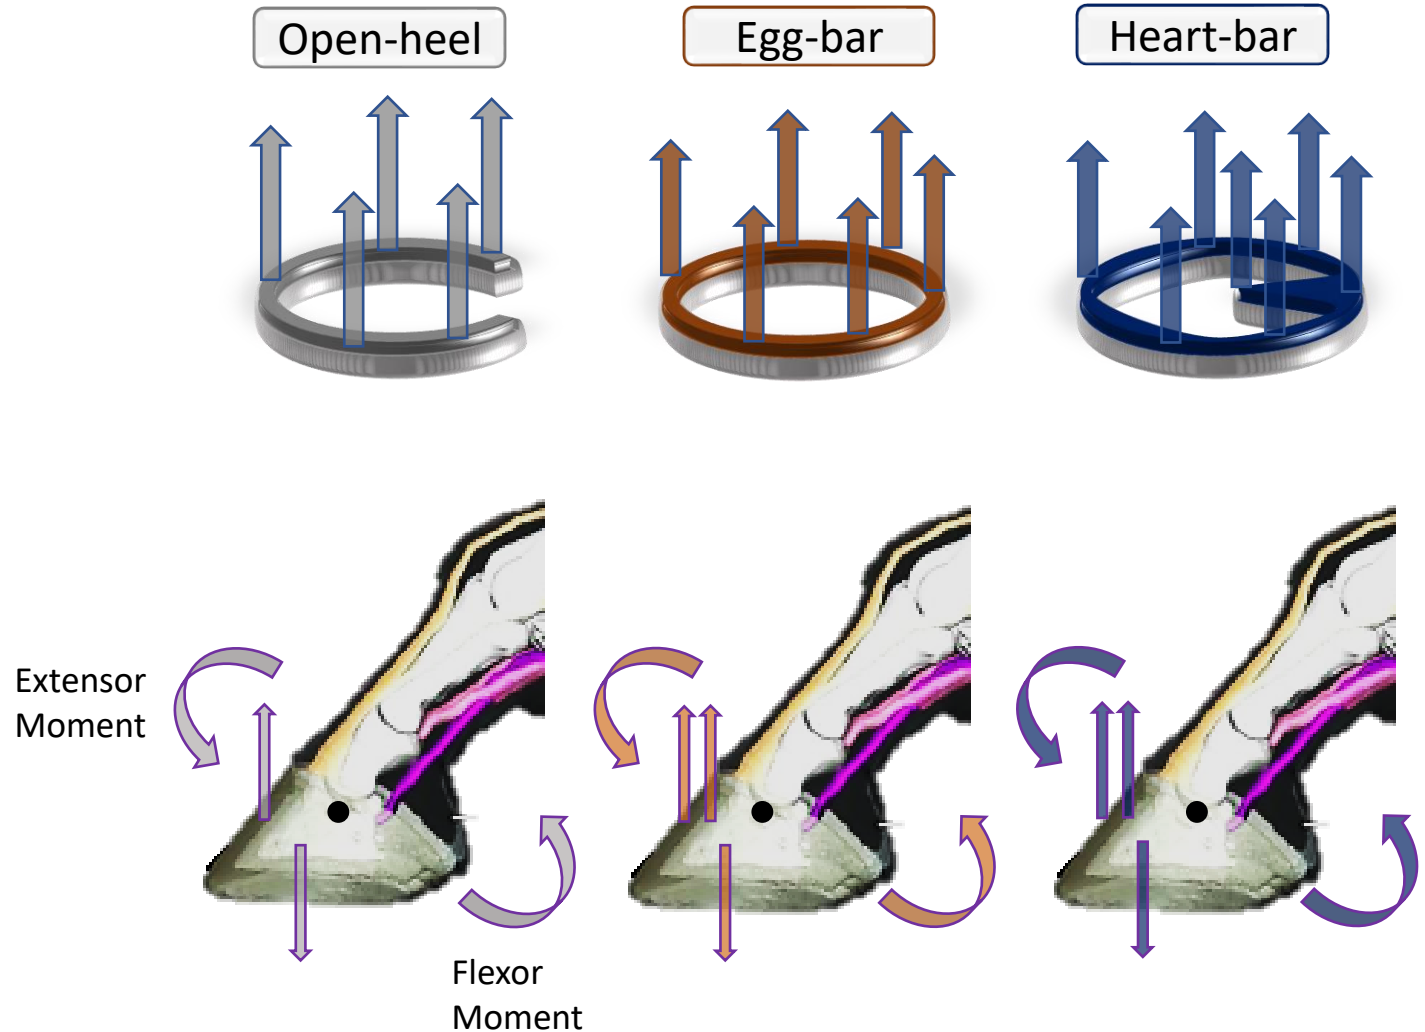 Open-heel
Egg-bar
Heart-bar
Extensor
Moment
Flexor
Moment